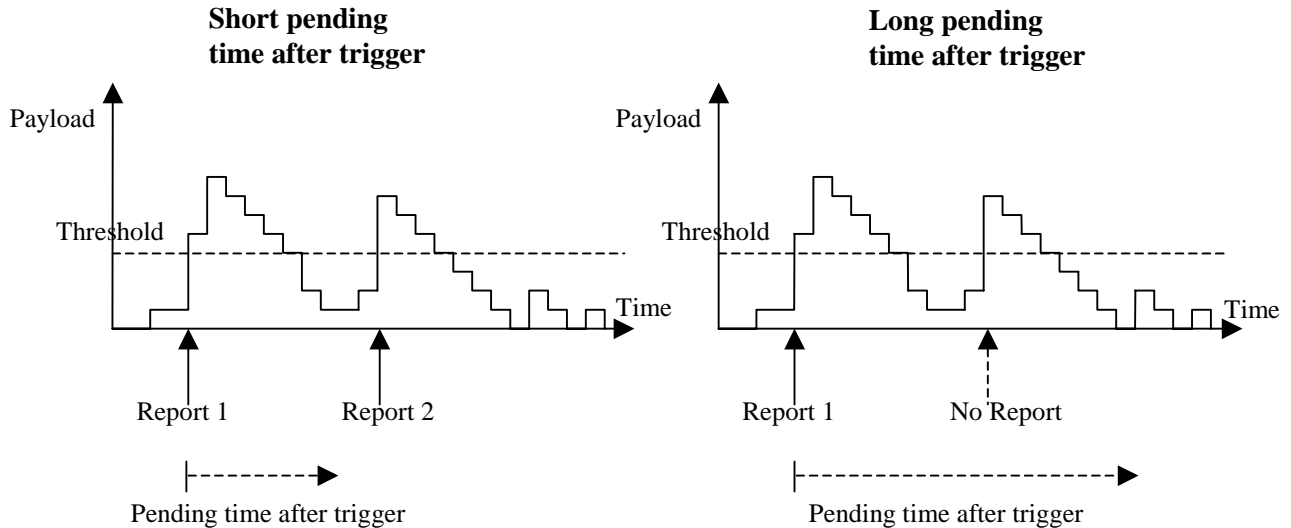 Short pending
time after trigger
Payload
Threshold
Time
Report 1
Report 2
Pending time after trigger
Long pending
time after trigger
Payload
Threshold
Time
Report 1
No Report
Pending time after trigger